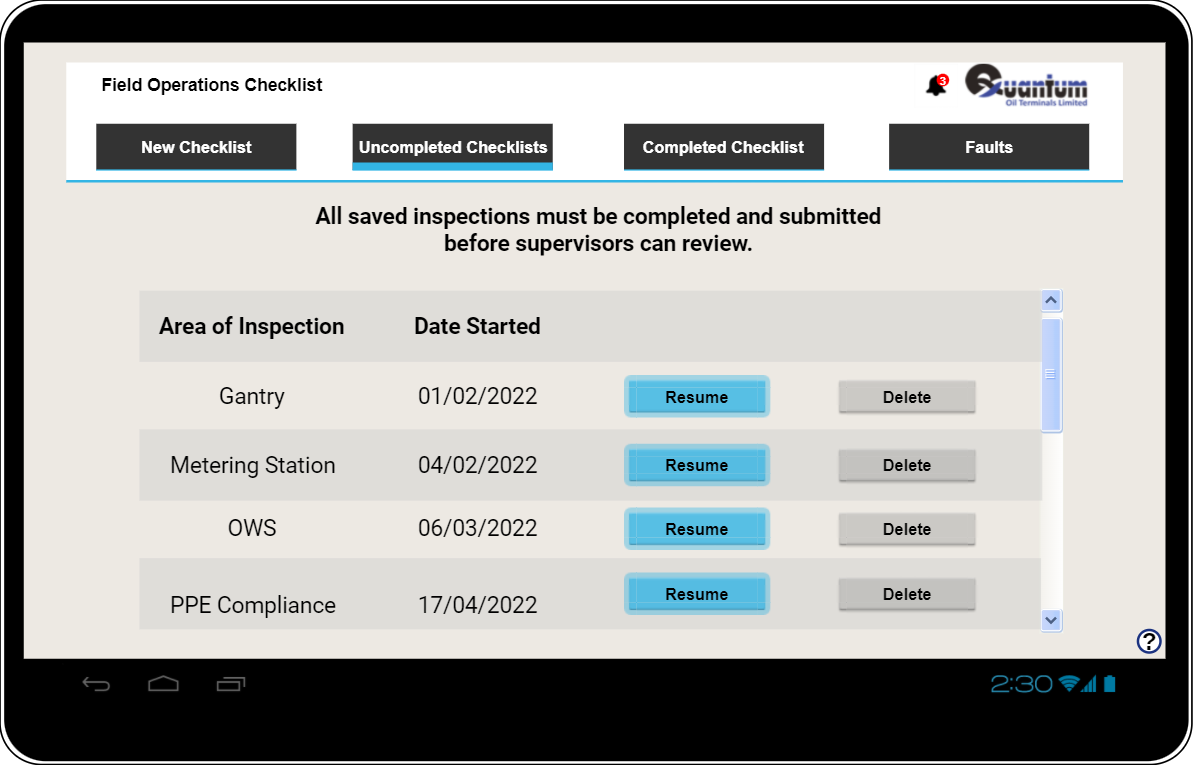 Field Operations Checklist
3
Quantum
Oil Terminals Limited
New Checklist
Uncompleted Checklists
Completed Checklist
Faults
All saved inspections must be completed and submitted
before supervisors can review.
Area of Inspection Date Started
Gantry 01/02/2022 Resume Delete
Metering Station 04/02/2022 Resume Delete
OWS 06/03/2022 Resume Delete
PPE Compliance 17/04/2022 Resume Delete
?
2:30